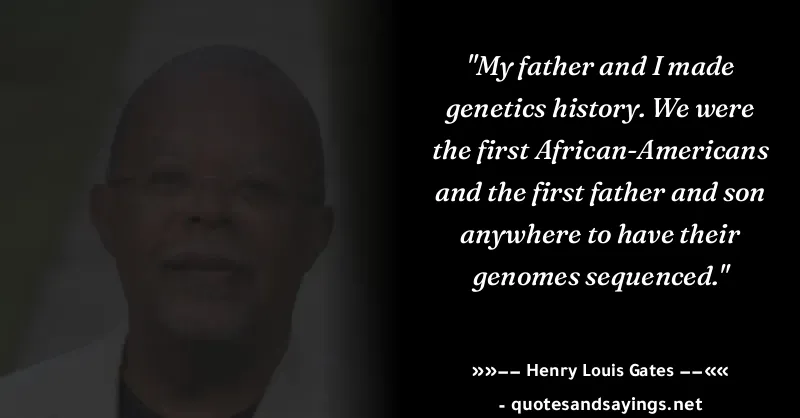 "My father and I made
genetics history. We were
the first African-Americans
and the first father and son
anywhere to have their
genomes sequenced."
»»–– Henry Louis Gates ––««
- quotesandsayings.net